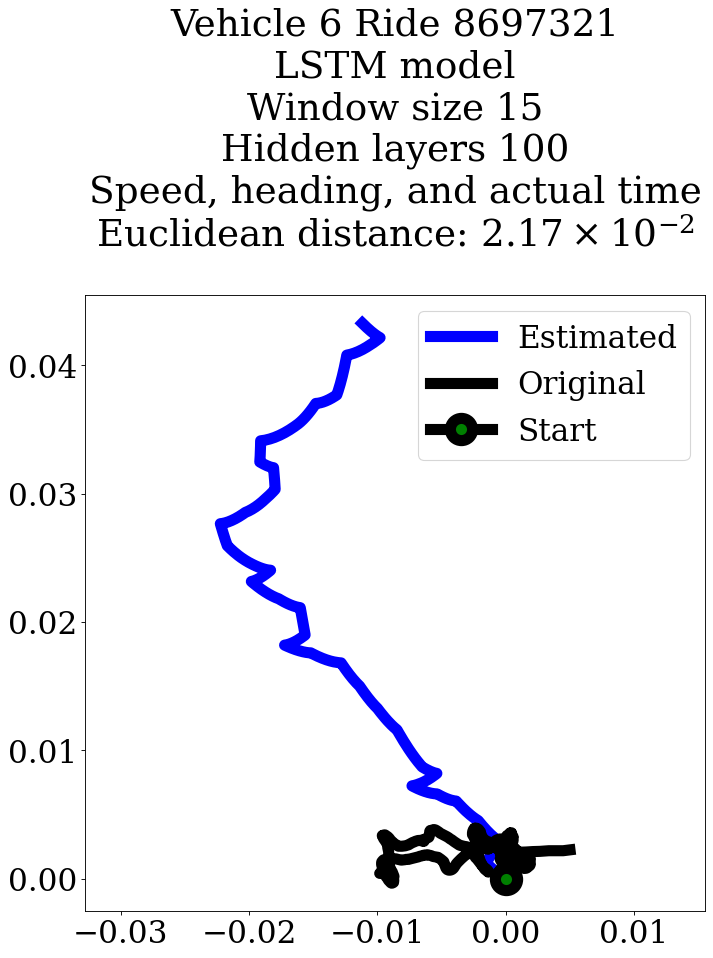 Vehicle 6 Ride 8697321
LSTM model
Window size 15
Hidden layers 100
Speed, heading, and actual time
Euclidean distance: 2.17 × 10⁻²
Estimated
Original
Start
0.04
0.03
0.02
0.01
0.00
−0.03 −0.02 −0.01 0.00 0.01